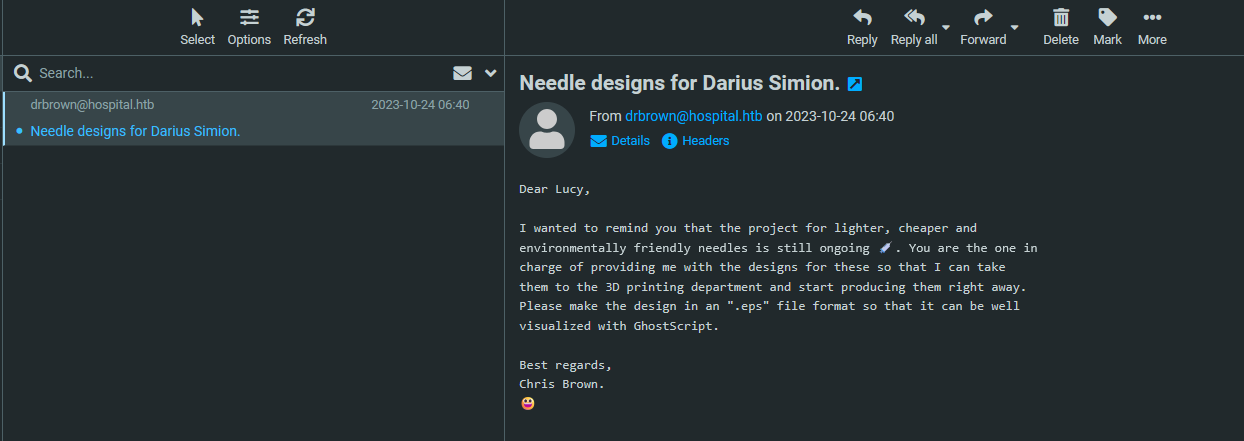 Select Options Refresh
Reply Reply all Forward Delete Mark More
Search...
drbrown@hospital.htb 2023-10-24 06:40
Needle designs for Darius Simion.
Needle designs for Darius Simion.
From drbrown@hospital.htb on 2023-10-24 06:40
Details Headers
Dear Lucy,
I wanted to remind you that the project for lighter, cheaper and
environmentally friendly needles is still ongoing 💉. You are the one in
charge of providing me with the designs for these so that I can take
them to the 3D printing department and start producing them right away.
Please make the design in an ".eps" file format so that it can be well
visualized with GhostScript.
Best regards,
Chris Brown.
😃